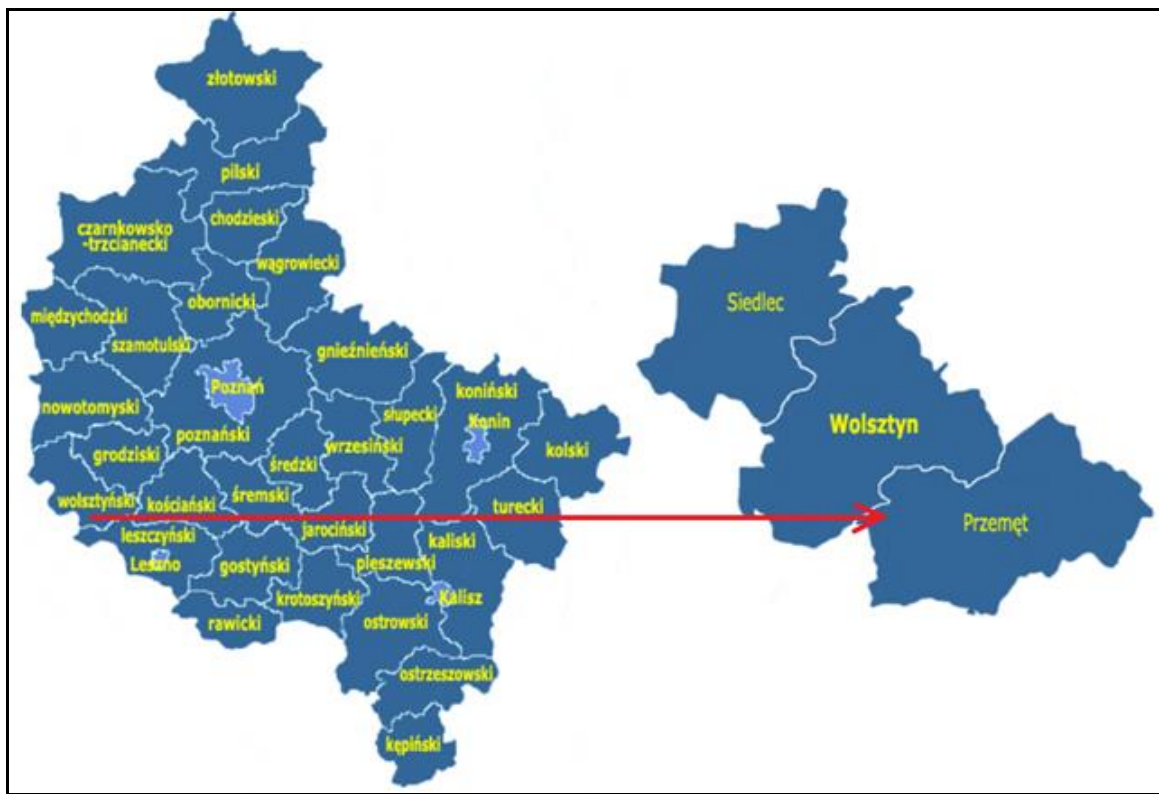 złotowski
pilski
chodzieski
czarnkowsko
-trzcianecki
wągrowiecki
obornicki
międzychodzki
szamotulski
gnieźnieński
Poznań
nowotomyski
poznański
słupecki
koniński
Konin
kolski
grodziski
wrzesiński
średzki
wolsztyński
kościański
śremski
turecki
jarociński
leszczyński
Leszno
gostyński
pleszewski
kaliski
krotoszyński
Kalisz
rawicki
ostrowski
ostrzeszowski
kępiński
Siedlec
Wolsztyn
Przemęt